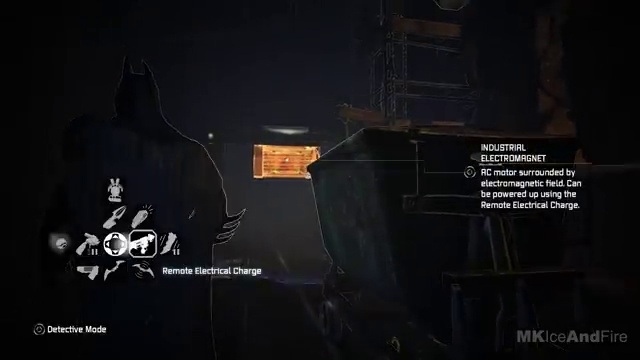 INDUSTRIAL
ELECTROMAGNET
AC motor surrounded by
electromagnetic field. Can
be powered up using the
Remote Electrical Charge.
Remote Electrical Charge
Detective Mode
MKIceAndFire